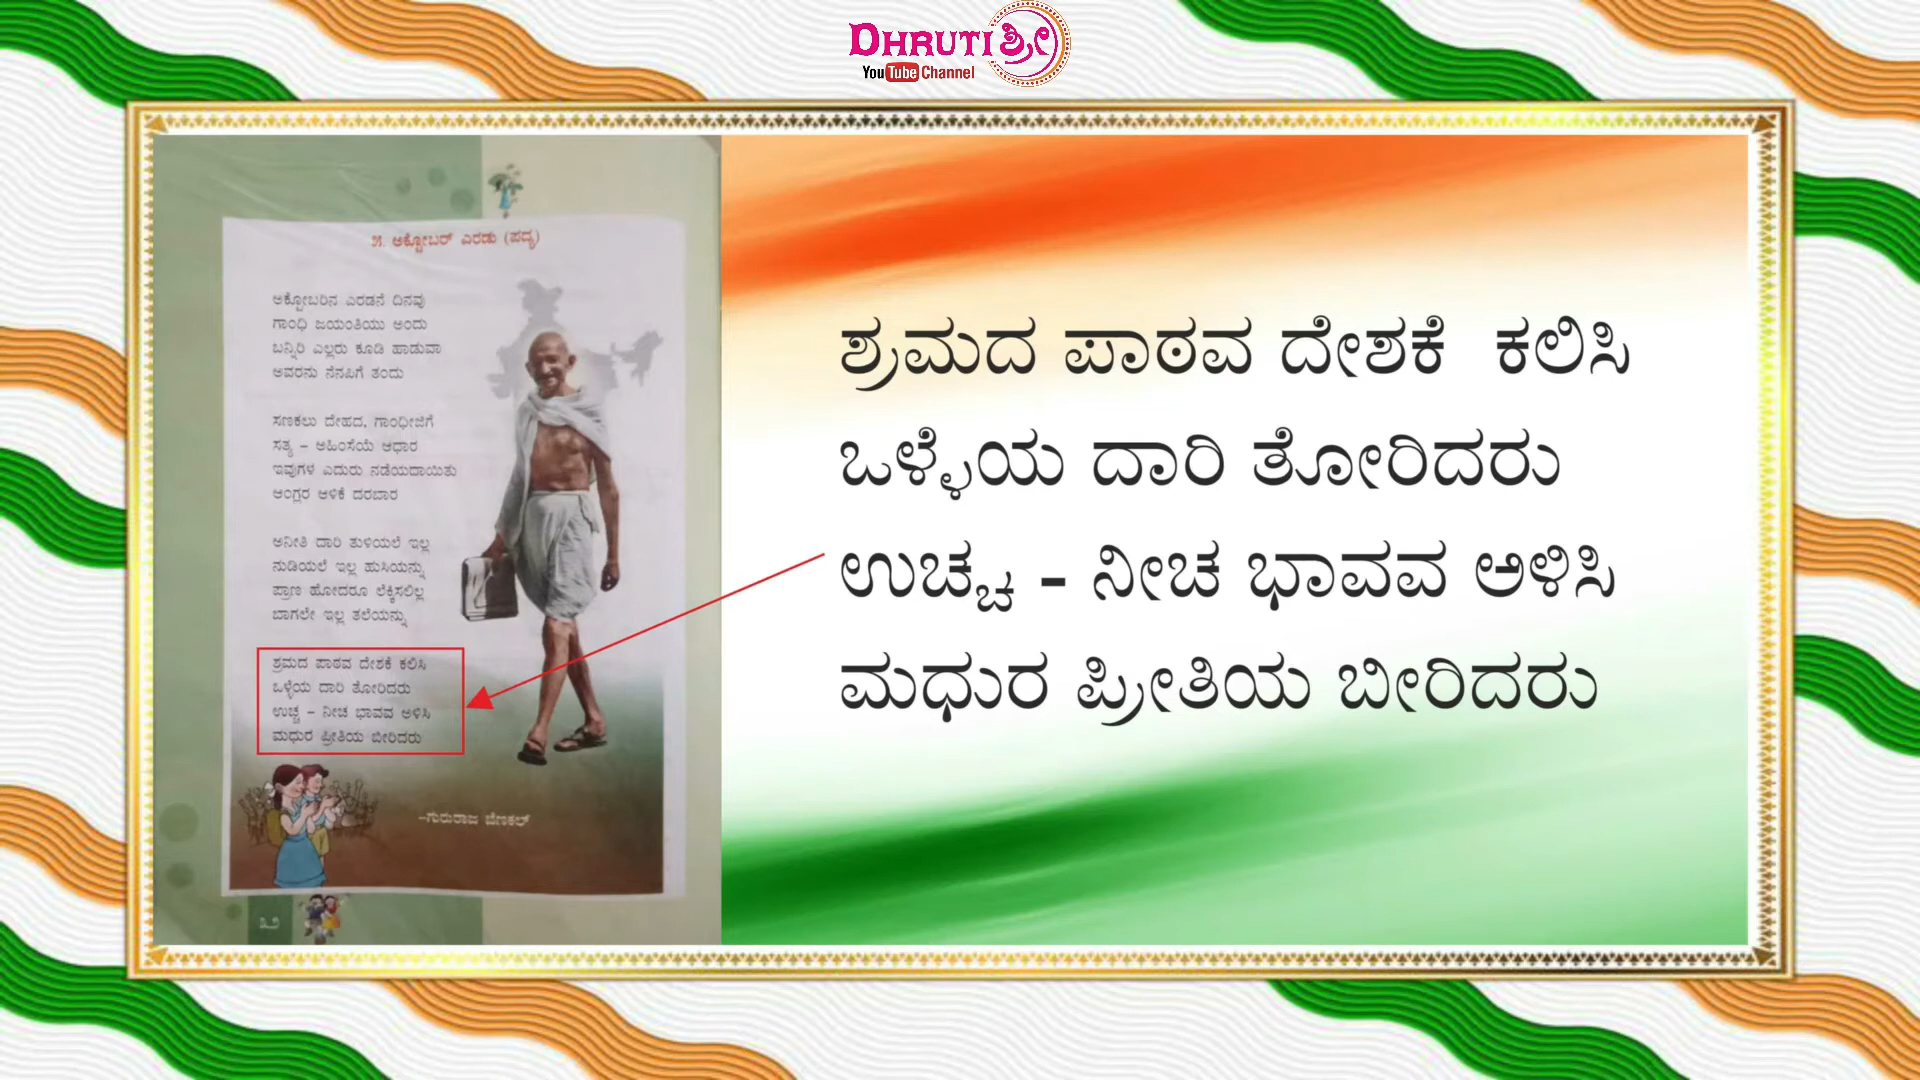 DHRUTI ಶ್ರೀ
YouTube Channel
೫. ಅಕ್ಟೋಬರ್ ಎರಡು (ಪದ್ಯ)
ಅಕ್ಟೋಬರಿನ ಎರಡನೆ ದಿನವು
ಗಾಂಧಿ ಜಯಂತಿಯು ಅಂದು
ಬನ್ನಿರಿ ಎಲ್ಲರು ಕೂಡಿ ಹಾಡುವಾ
ಅವರನು ನೆನಪಿಗೆ ತಂದು
ಸಣಕಲು ದೇಹದ, ಗಾಂಧೀಜಿಗೆ
ಸತ್ಯ - ಅಹಿಂಸೆಯೆ ಆಧಾರ
ಇವುಗಳ ಎದುರು ನಡೆಯದಾಯಿತು
ಆಂಗ್ಲರ ಆಳಿಕೆ ದರಬಾರ
ಅನೀತಿ ದಾರಿ ತುಳಿಯಲೆ ಇಲ್ಲ
ನುಡಿಯಲೆ ಇಲ್ಲ ಹುಸಿಯನ್ನು
ಪ್ರಾಣ ಹೋದರೂ ಲೆಕ್ಕಿಸಲಿಲ್ಲ
ಬಾಗಲೇ ಇಲ್ಲ ತಲೆಯನ್ನು
ಶ್ರಮದ ಪಾಠವ ದೇಶಕೆ ಕಲಿಸಿ
ಒಳ್ಳೆಯ ದಾರಿ ತೋರಿದರು
ಉಚ್ಚ - ನೀಚ ಭಾವವ ಅಳಿಸಿ
ಮಧುರ ಪ್ರೀತಿಯ ಬೀರಿದರು
-ಗುರುರಾಜ ಬೆಣಕಲ್
೩೨
ಶ್ರಮದ ಪಾಠವ ದೇಶಕೆ ಕಲಿಸಿ
ಒಳ್ಳೆಯ ದಾರಿ ತೋರಿದರು
ಉಚ್ಚ - ನೀಚ ಭಾವವ ಅಳಿಸಿ
ಮಧುರ ಪ್ರೀತಿಯ ಬೀರಿದರು